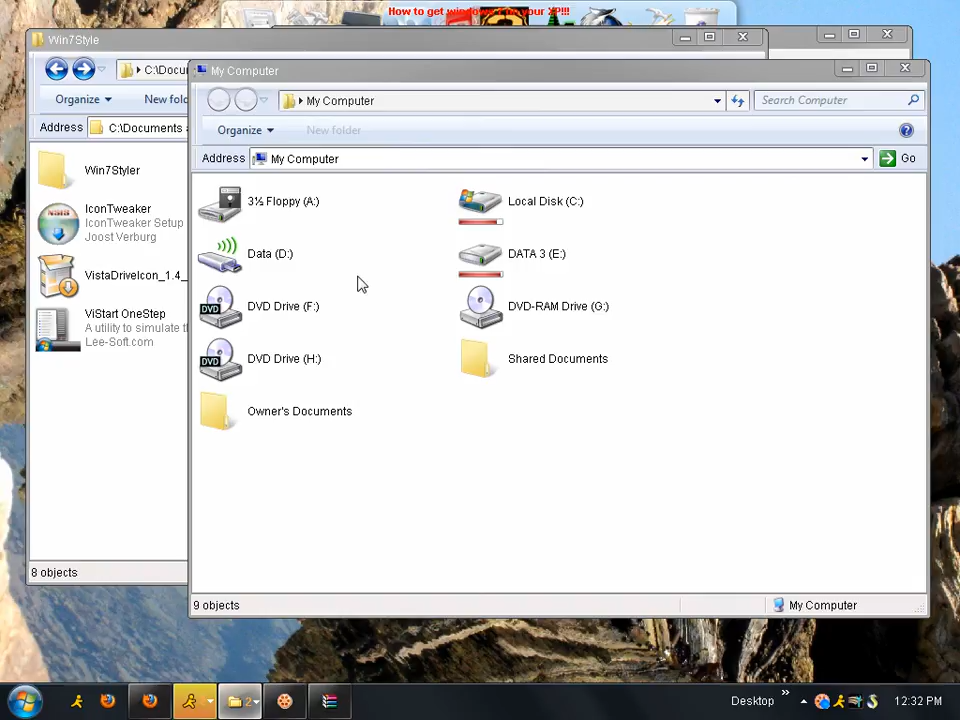 How to get windows 7 on your XP!!!
Win7Style
C:\Docu
My Computer
My Computer
Search Computer
Organize
New fold
Organize
New folder
Address
C:\Documents a
Address
My Computer
Go
Win7Styler
IconTweaker
IconTweaker Setup
Joost Verburg
VistaDriveIcon_1.4_
ViStart OneStep
A utility to simulate th
Lee-Soft.com
3½ Floppy (A:)
Local Disk (C:)
Data (D:)
DATA 3 (E:)
DVD Drive (F:)
DVD-RAM Drive (G:)
DVD Drive (H:)
Shared Documents
Owner's Documents
8 objects
9 objects
My Computer
2
Desktop
12:32 PM